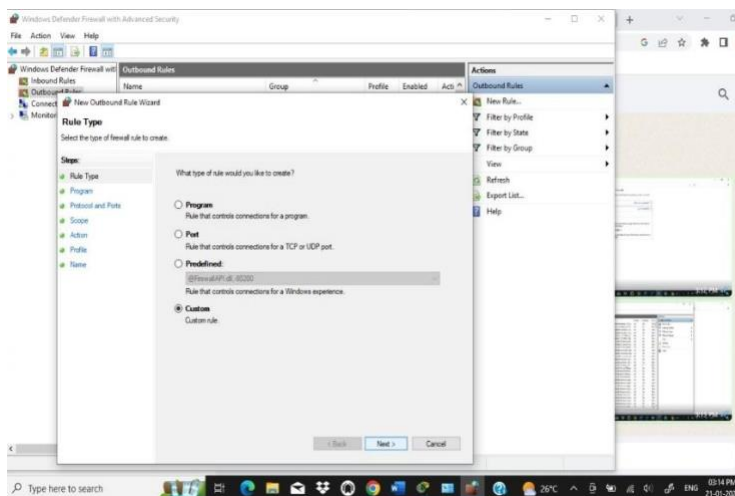 Windows Defender Firewall with Advanced Security
File Action View Help
Windows Defender Firewall wit
Inbound Rules
Outbound Rules
Connect
Monitor
Outbound Rules
Name Group Profile Enabled Acti
New Outbound Rule Wizard
Rule Type
Select the type of firewall rule to create.
Steps:
Rule Type
Program
Protocol and Ports
Scope
Action
Profile
Name
What type of rule would you like to create?
Program
Rule that controls connections for a program.
Port
Rule that controls connections for a TCP or UDP port.
Predefined:
@FirewallAPI.dll,-80200
Rule that controls connections for a Windows experience.
Custom
Custom rule.
< Back Next > Cancel
Actions
Outbound Rules
New Rule...
Filter by Profile
Filter by State
Filter by Group
View
Refresh
Export List...
Help
Type here to search
26°C
ENG
03:14 PM